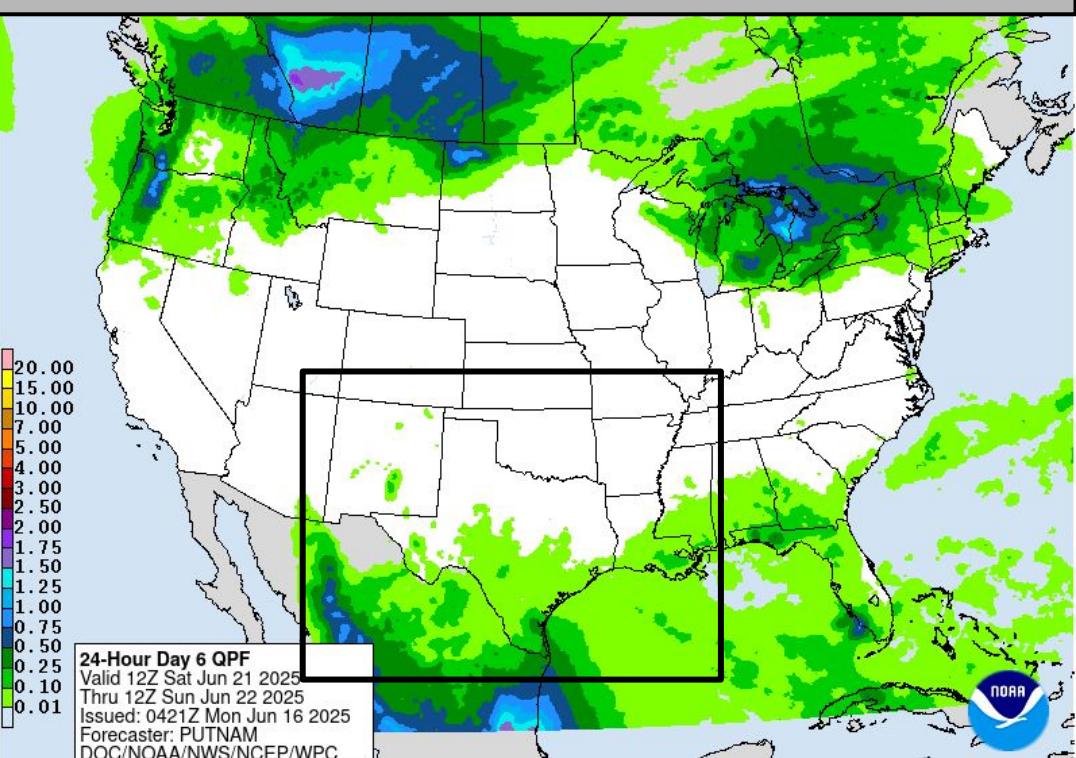 20.00
15.00
10.00
7.00
5.00
4.00
3.00
2.50
2.00
1.75
1.50
1.25
1.00
0.75
0.50
0.25
0.10
0.01
24-Hour Day 6 QPF
Valid 12Z Sat Jun 21 2025
Thru 12Z Sun Jun 22 2025
Issued: 0421Z Mon Jun 16 2025
Forecaster: PUTNAM
DOC/NOAA/NWS/NCEP/WPC
NOAA